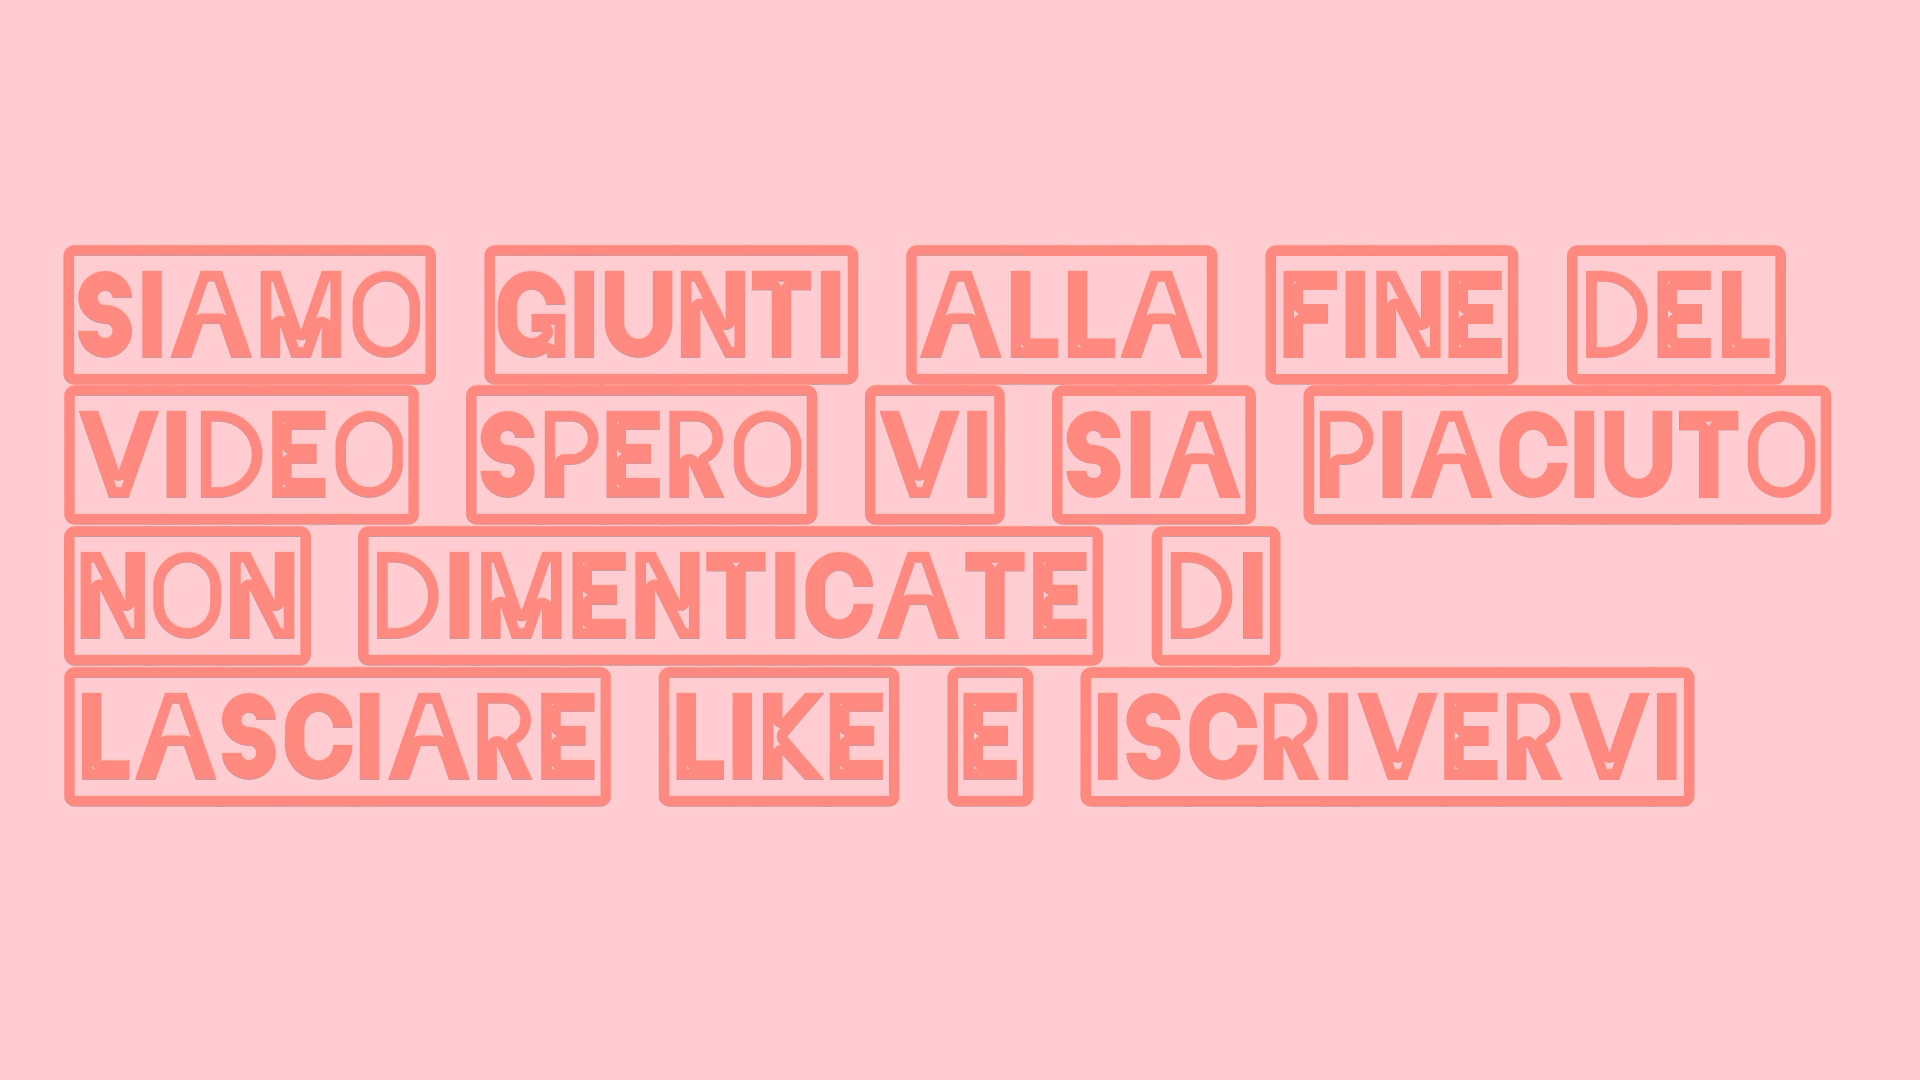 SIAMO GIUNTI ALLA FINE DEL
VIDEO SPERO VI SIA PIACIUTO
NON DIMENTICATE DI
LASCIARE LIKE E ISCRIVERVI